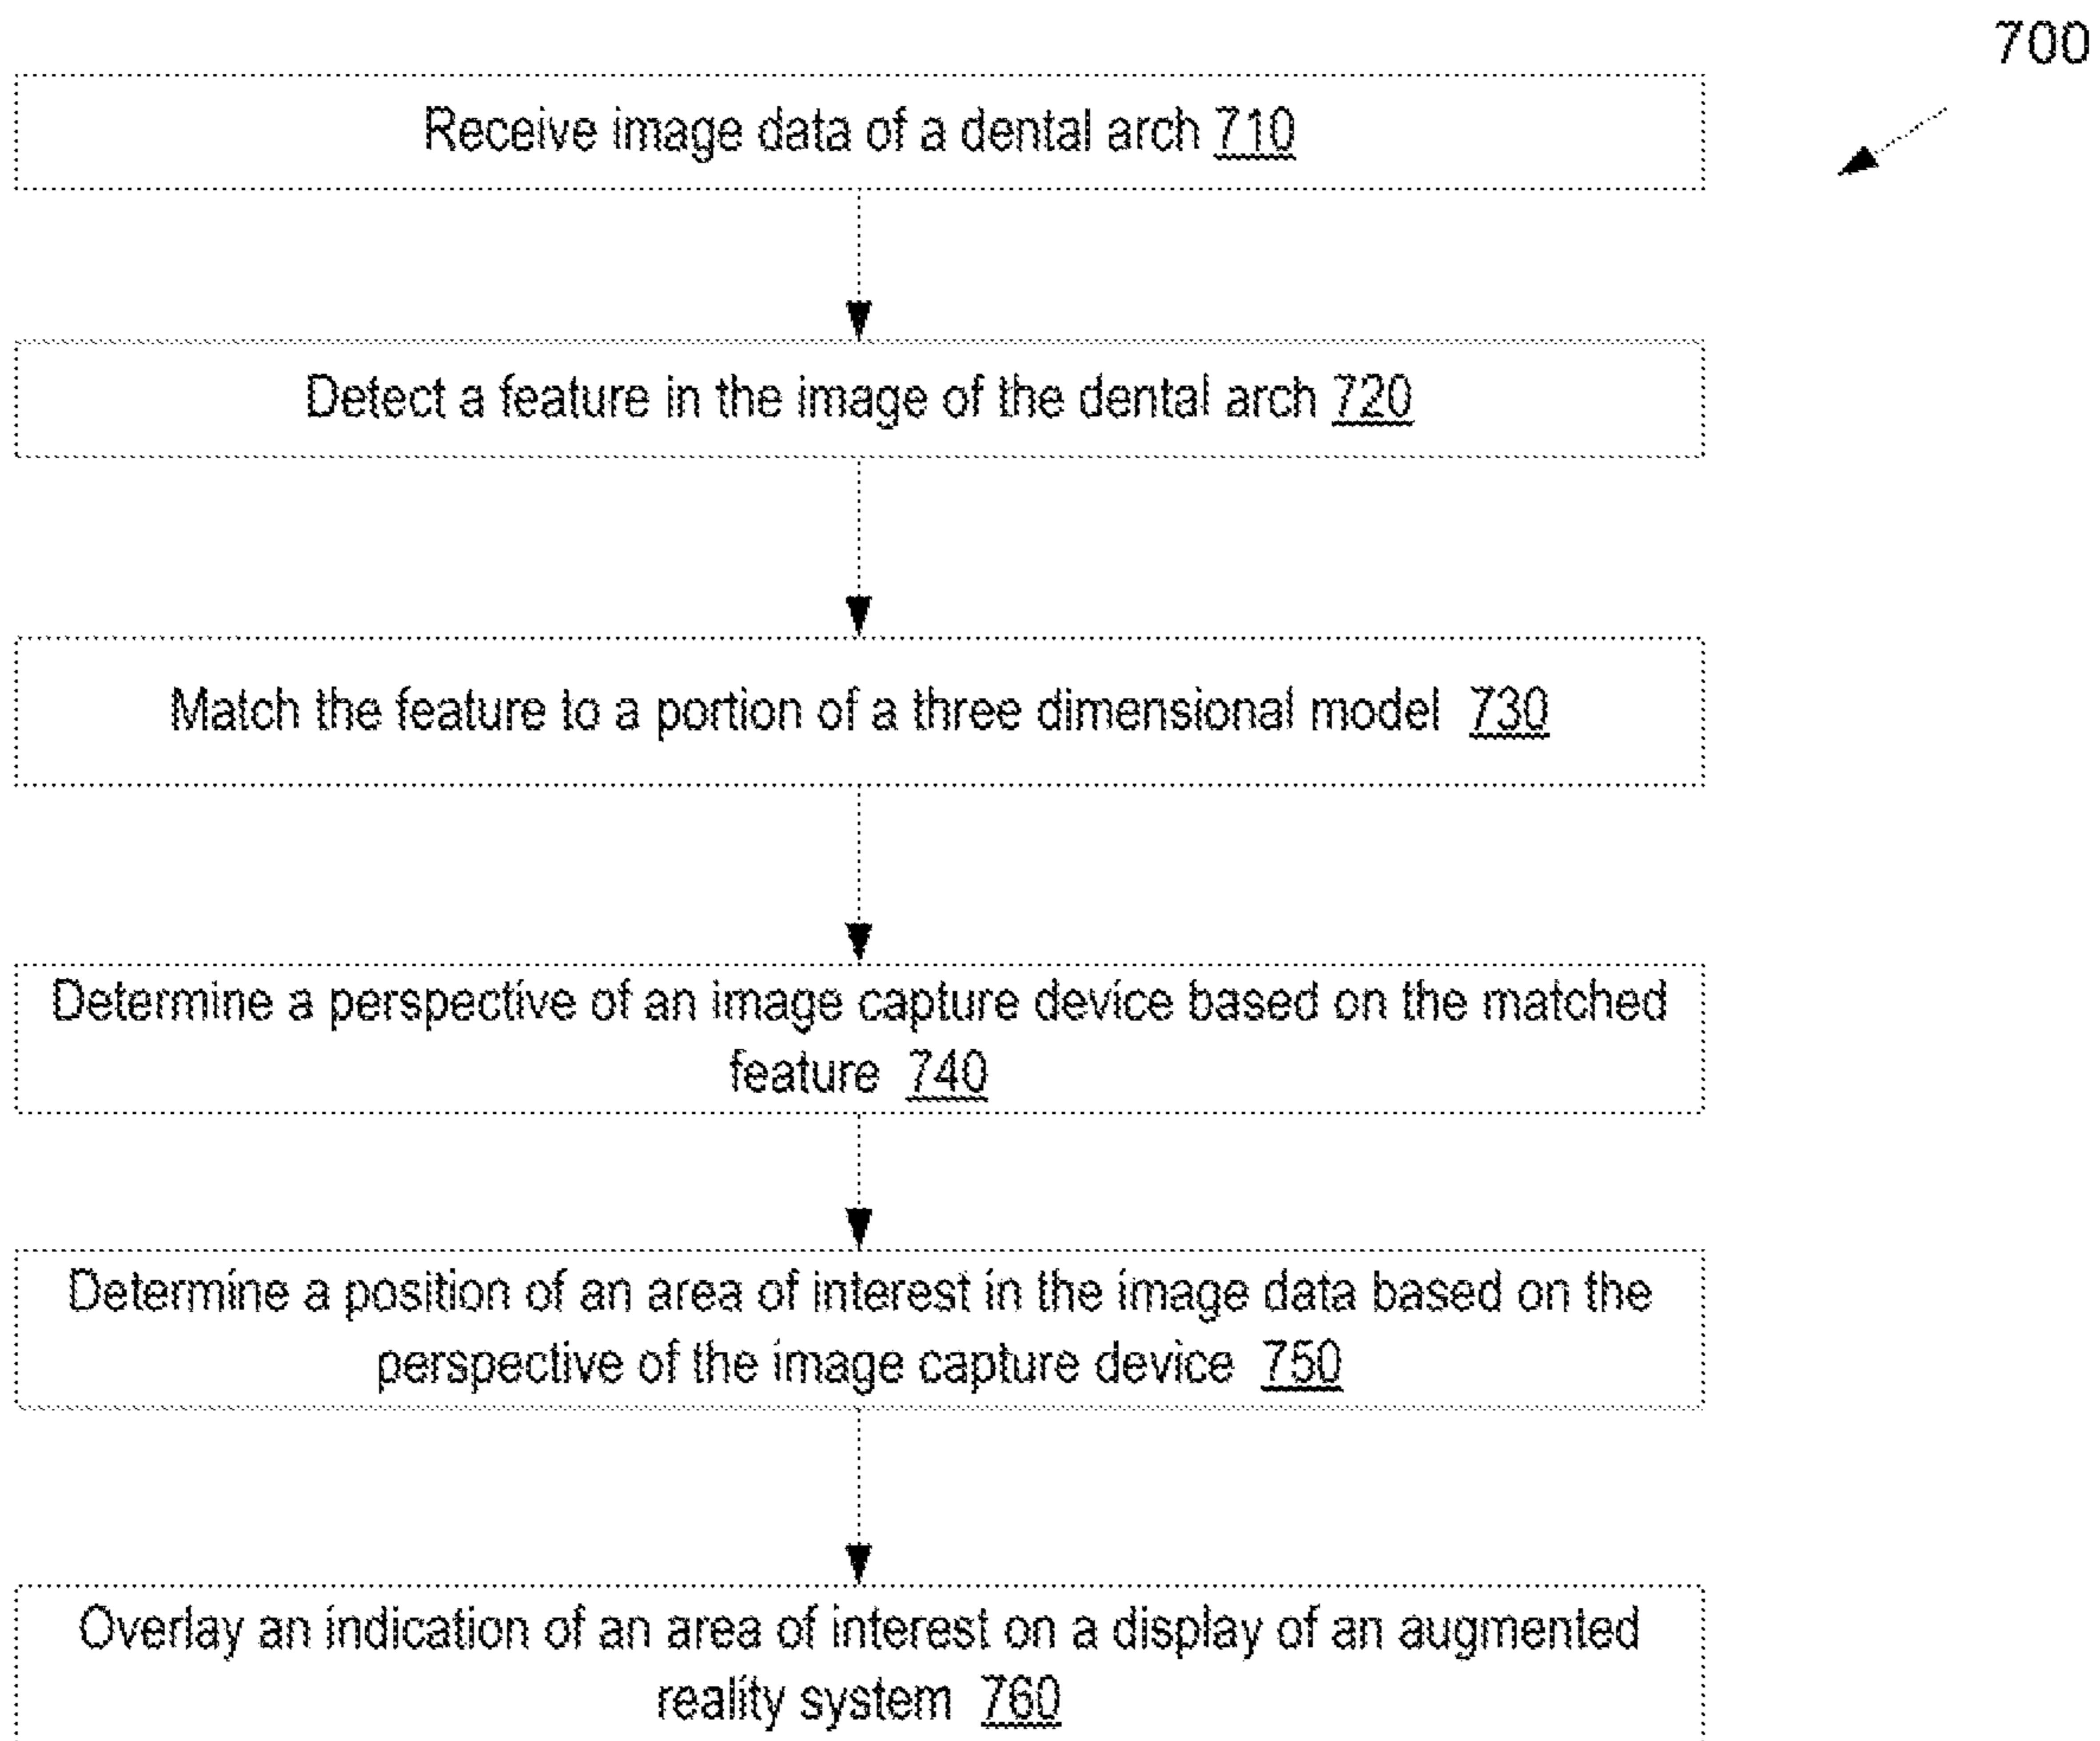 700
Receive image data of a dental arch 710
Detect a feature in the image of the dental arch 720
Match the feature to a portion of a three dimensional model 730
Determine a perspective of an image capture device based on the matched
feature 740
Determine a position of an area of interest in the image data based on the
perspective of the image capture device 750
Overlay an indication of an area of interest on a display of an augmented
reality system 760